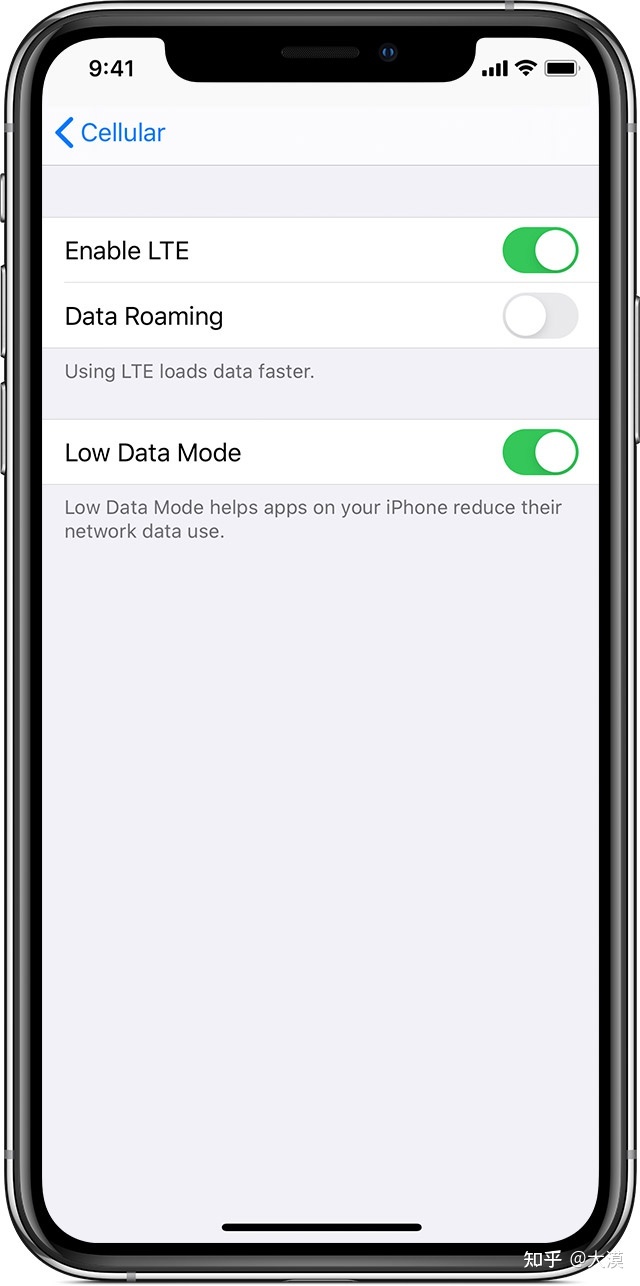 9:41
Cellular
Enable LTE
Data Roaming
Using LTE loads data faster.
Low Data Mode
Low Data Mode helps apps on your iPhone reduce their
network data use.
知乎 @大漠